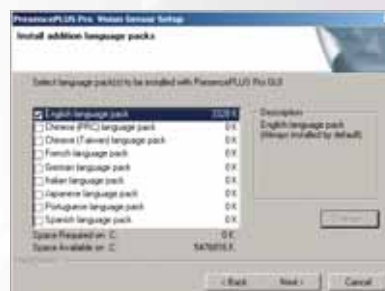 PresencePLUS Pro Vision Sensor Setup
Install addition language packs
Select language pack(s) to be installed with PresencePLUS Pro GUI
English language pack 3328 K
Chinese (PRC) language pack 0 K
Chinese (Taiwan) language pack 0 K
French language pack 0 K
German language pack 0 K
Italian language pack 0 K
Japanese language pack 0 K
Portuguese language pack 0 K
Spanish language pack 0 K
Description
English language pack
(Always installed by default)
Space Required on C: 0 K
Space Available on C:
< Back
Next >
Cancel